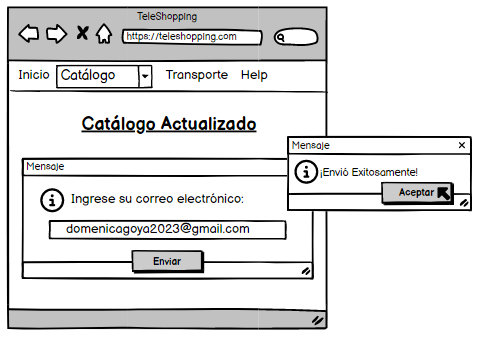 TeleShopping
https://teleshopping.com
Inicio Catálogo Transporte Help
Catálogo Actualizado
Mensaje
Ingrese su correo electrónico:
domenicagoya2023@gmail.com
Enviar
Mensaje
¡Envió Exitosamente!
Aceptar